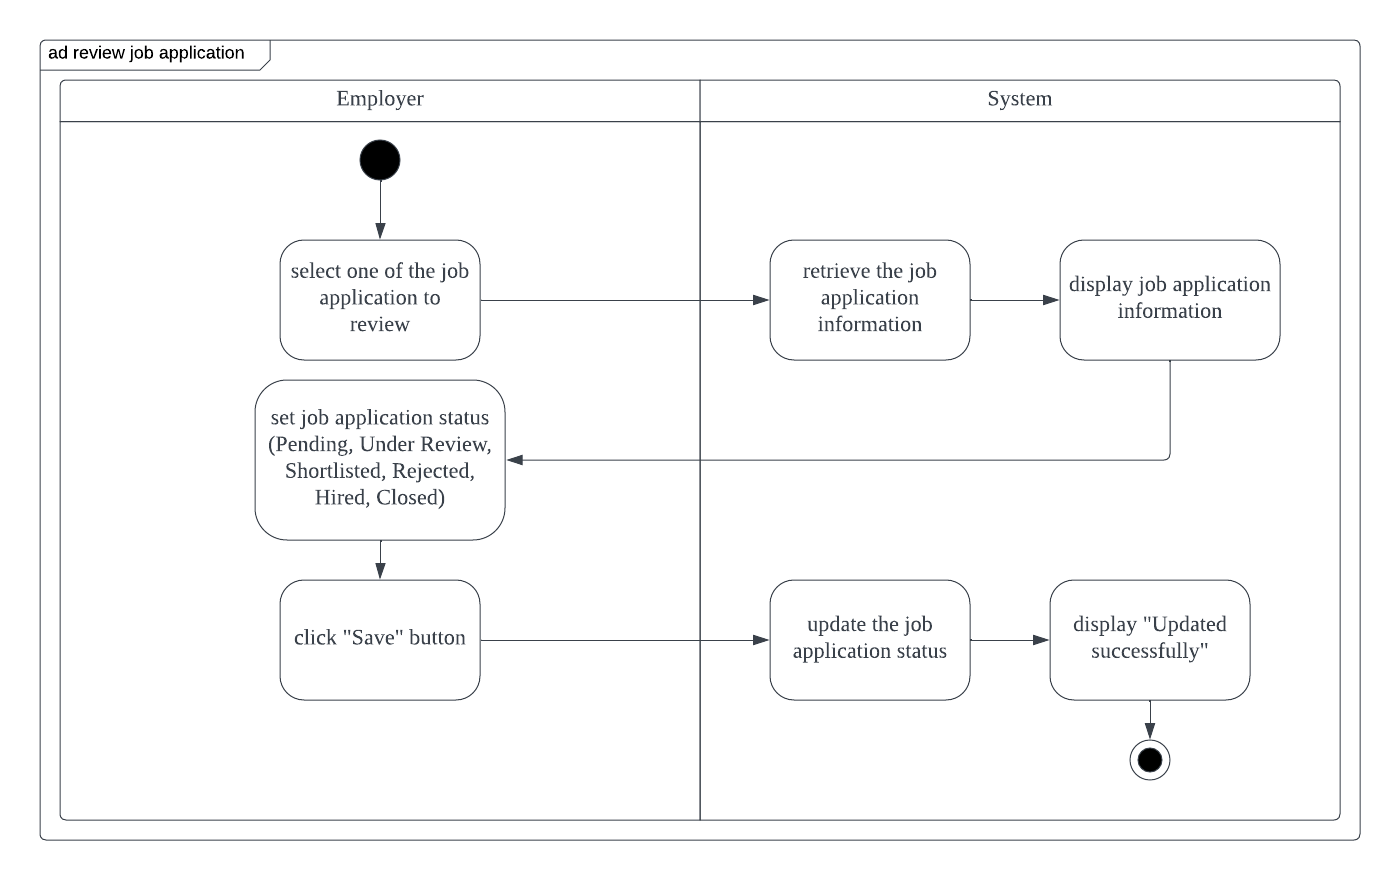 ad review job application
Employer
System
select one of the job
application to
review
retrieve the job
application
information
display job application
information
set job application status
(Pending, Under Review,
Shortlisted, Rejected,
Hired, Closed)
click "Save" button
update the job
application status
display "Updated
successfully"